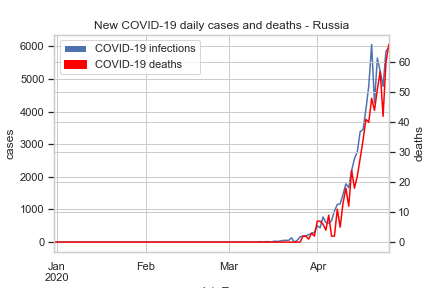 New COVID-19 daily cases and deaths - Russia
COVID-19 infections
COVID-19 deaths
6000
5000
4000
3000
2000
1000
0
cases
60
50
40
30
20
10
0
deaths
Jan
2020
Feb
Mar
Apr